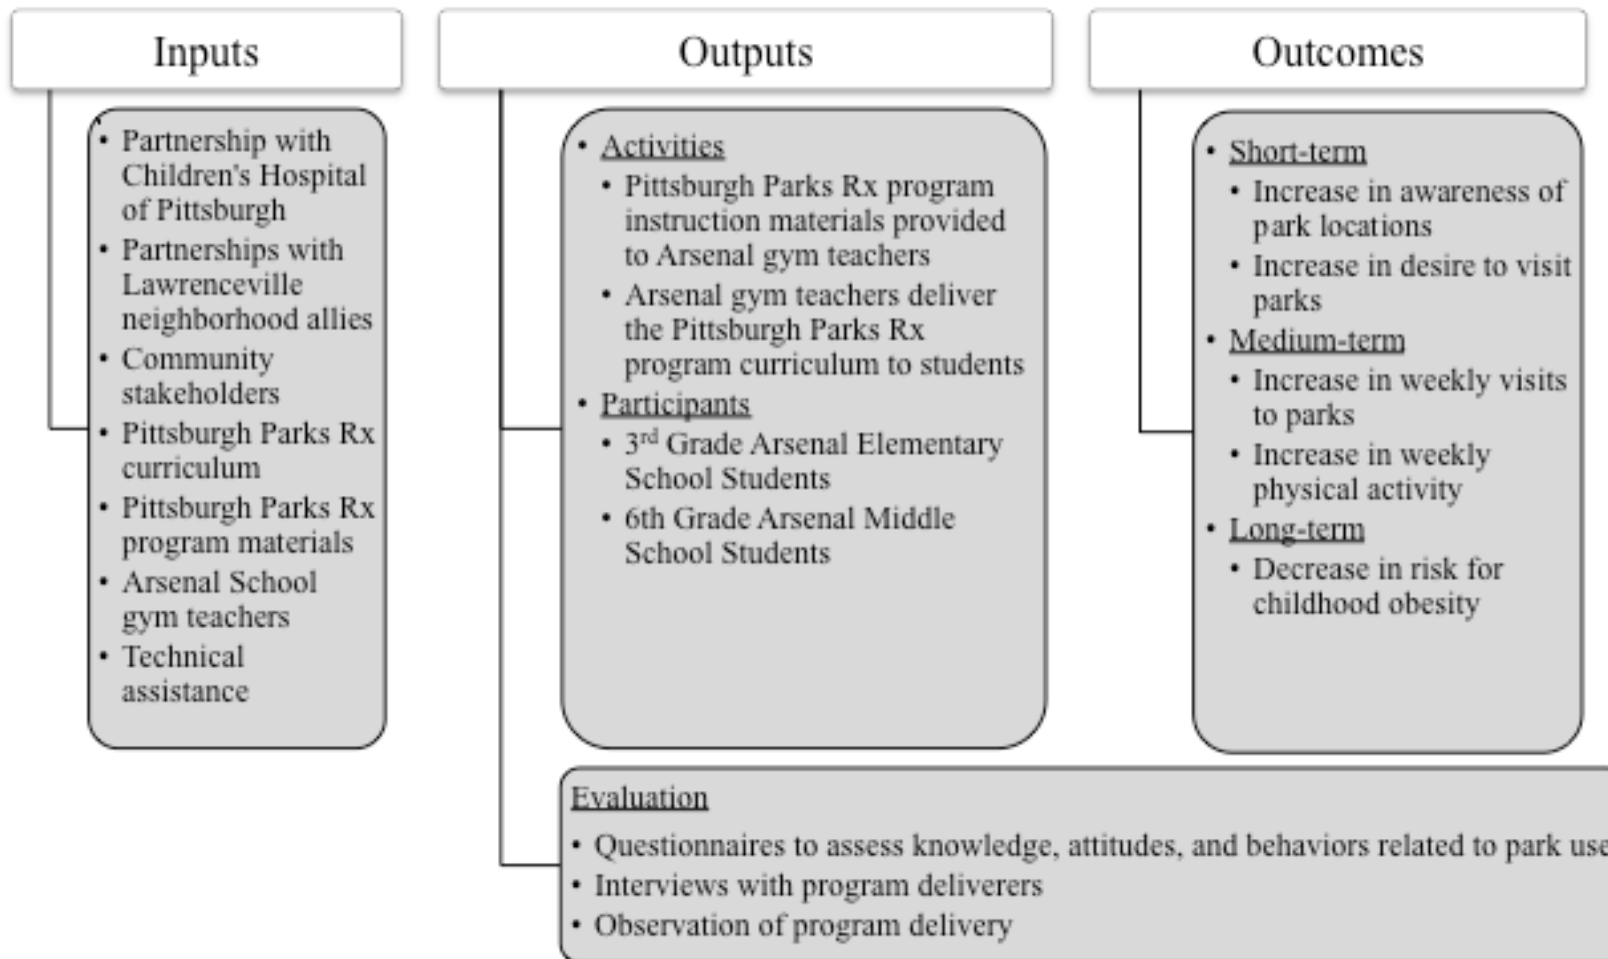 Inputs
Partnership with
Children's Hospital
of Pittsburgh
Partnerships with
Lawrenceville
neighborhood allies
Community
stakeholders
Pittsburgh Parks Rx
curriculum
Pittsburgh Parks Rx
program materials
Arsenal School
gym teachers
Technical
assistance
Outputs
Activities
Pittsburgh Parks Rx program
instruction materials provided
to Arsenal gym teachers
Arsenal gym teachers deliver
the Pittsburgh Parks Rx
program curriculum to students
Participants
3rd Grade Arsenal Elementary
School Students
6th Grade Arsenal Middle
School Students
Outcomes
Short-term
Increase in awareness of
park locations
Increase in desire to visit
parks
Medium-term
Increase in weekly visits
to parks
Increase in weekly
physical activity
Long-term
Decrease in risk for
childhood obesity
Evaluation
Questionnaires to assess knowledge, attitudes, and behaviors related to park use
Interviews with program deliverers
Observation of program delivery